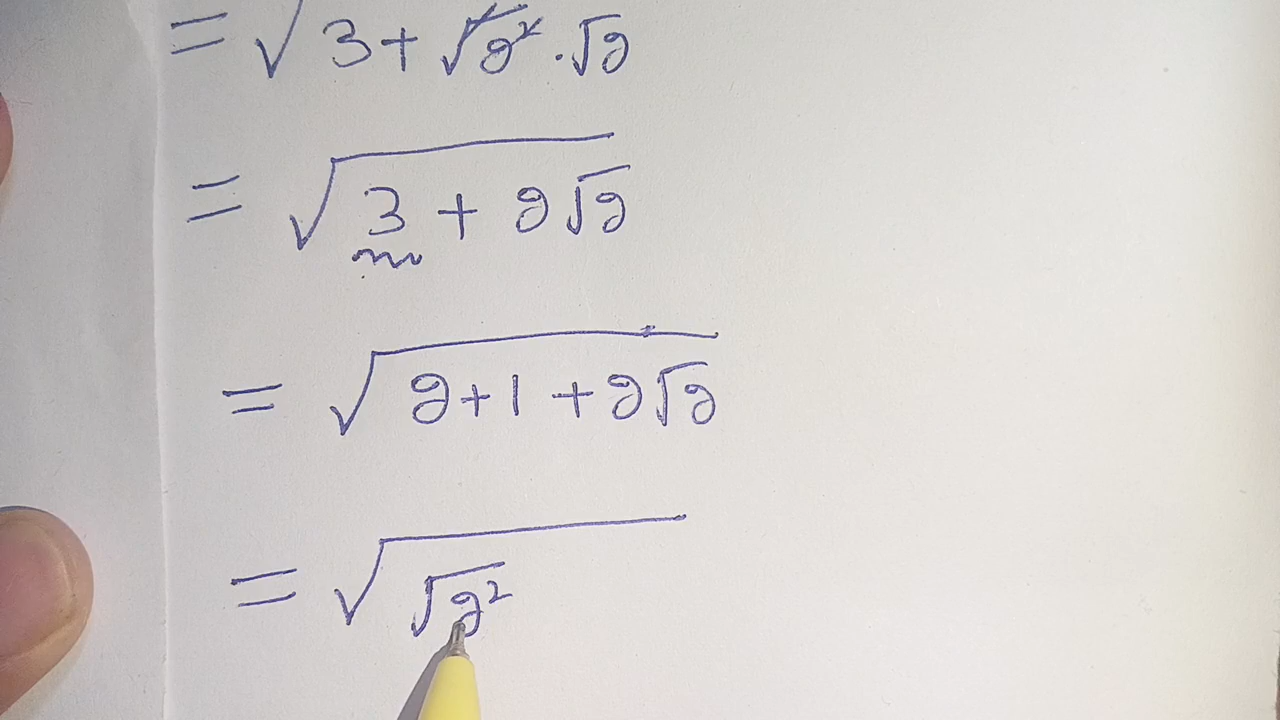 = √3 + √2² . √2
= √3 + 2√2
= √2 + 1 + 2√2
= √√2²